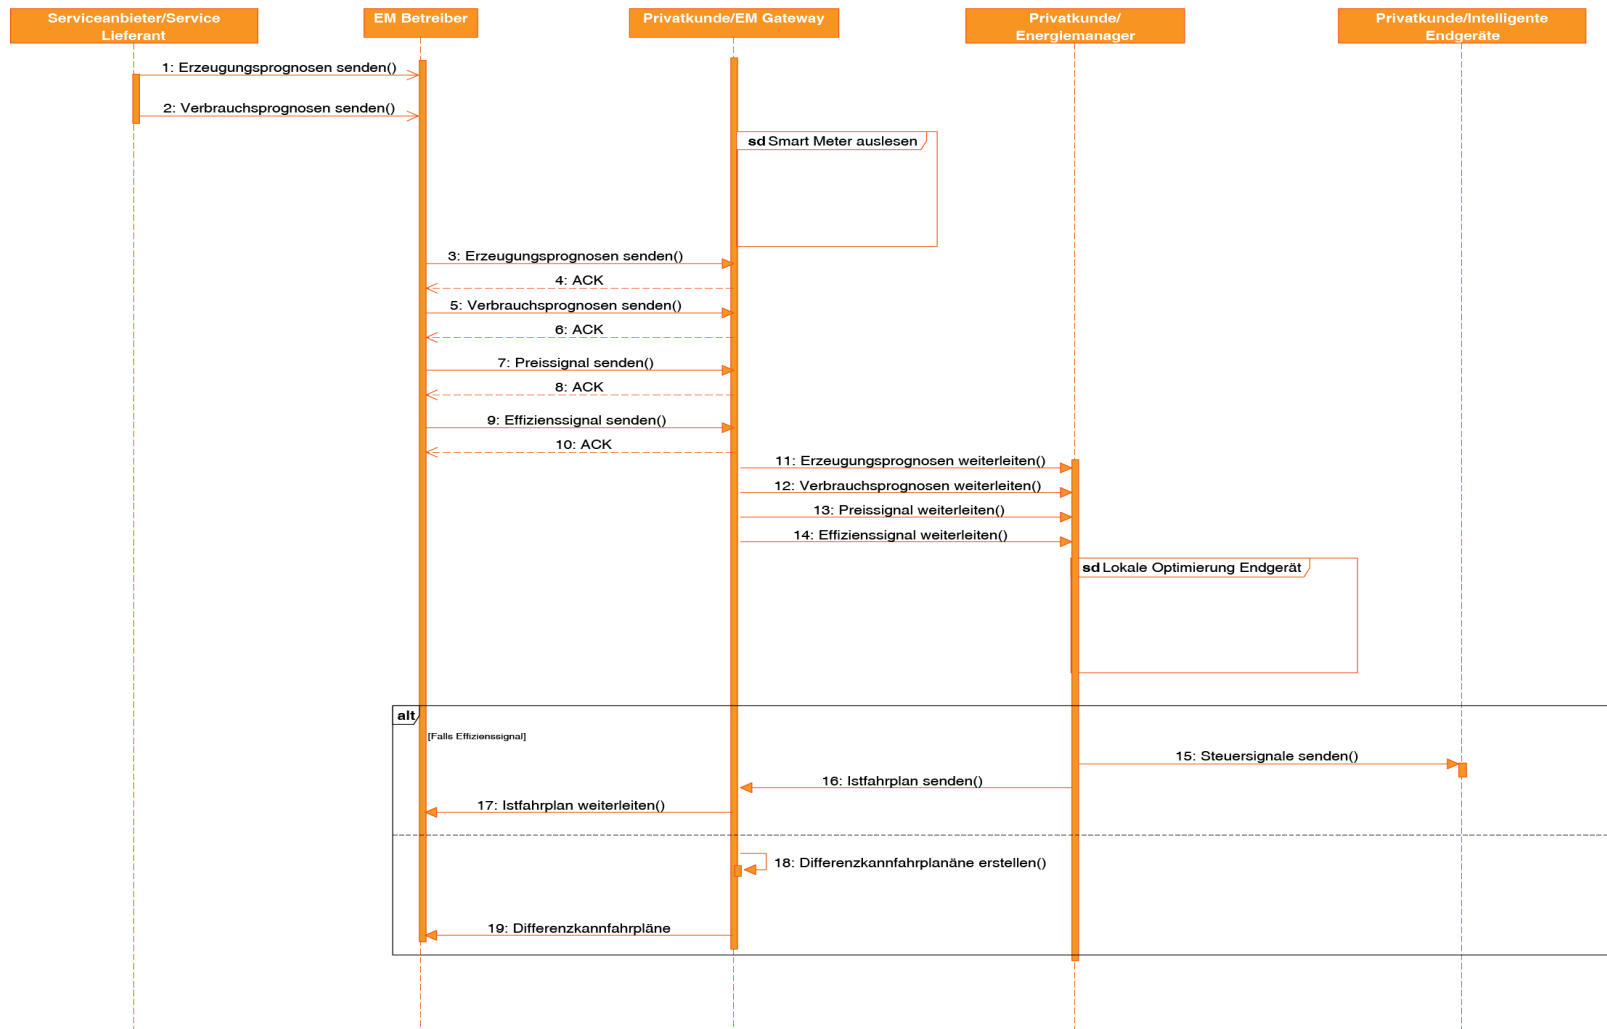 Serviceanbieter/Service
Lieferant
EM Betreiber
Privatkunde/EM Gateway
Privatkunde/
Energiemanager
Privatkunde/Intelligente
Endgeräte
1: Erzeugungsprognosen senden()
2: Verbrauchsprognosen senden()
sd Smart Meter auslesen
3: Erzeugungsprognosen senden()
4: ACK
5: Verbrauchsprognosen senden()
6: ACK
7: Preissignal senden()
8: ACK
9: Effizienssignal senden()
10: ACK
11: Erzeugungsprognosen weiterleiten()
12: Verbrauchsprognosen weiterleiten()
13: Preissignal weiterleiten()
14: Effizienssignal weiterleiten()
sd Lokale Optimierung Endgerät
alt
[Falls Effizienssignal]
15: Steuersignale senden()
16: Istfahrplan senden()
17: Istfahrplan weiterleiten()
18: Differenzkannfahrplanäne erstellen()
19: Differenzkannfahrpläne